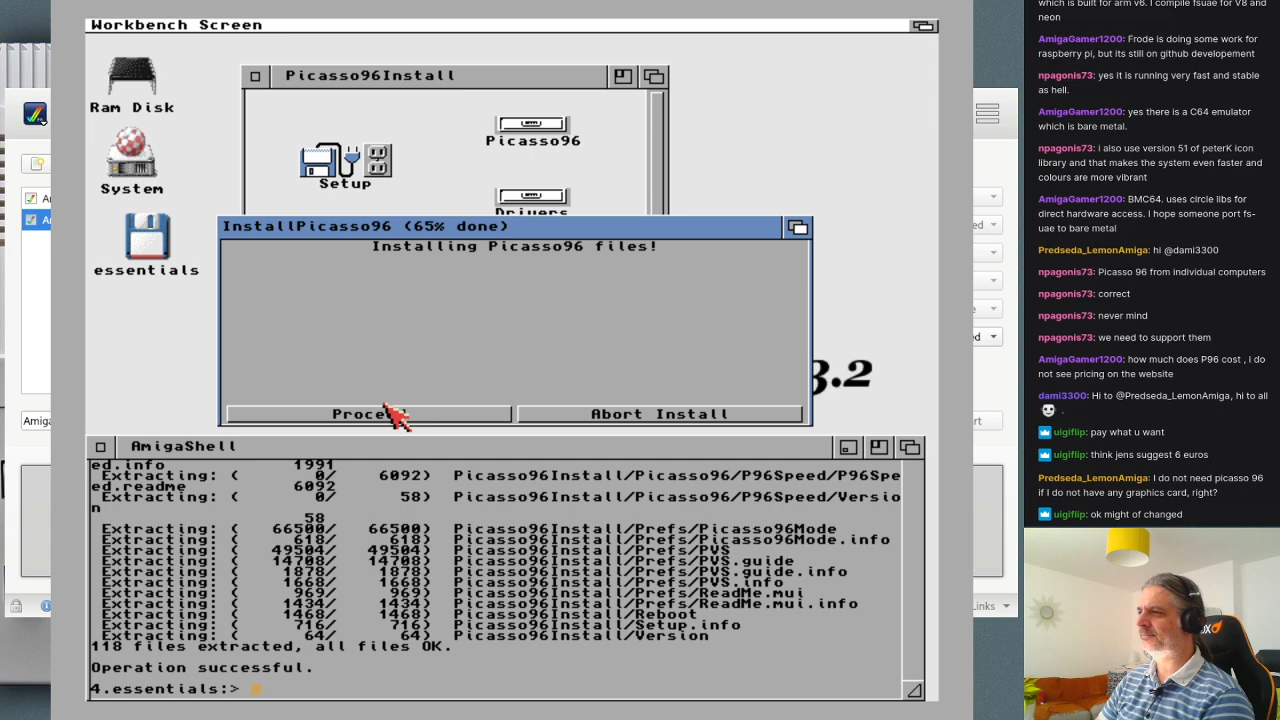 Workbench Screen
Ram Disk
System
essentials
Picasso96Install
Setup
Picasso96
Drivers
InstallPicasso96 (65% done)
Installing Picasso96 files!
Abort Install
3.2
AmigaShell
ed.info 1991
Extracting: ( 0/ 6092) Picasso96Install/Picasso96/P96Speed/P96Spe
ed.readme 6092
Extracting: ( 0/ 58) Picasso96Install/Picasso96/P96Speed/Versio
n
58
Extracting: ( 66500/ 66500) Picasso96Install/Prefs/Picasso96Mode
Extracting: ( 618/ 618) Picasso96Install/Prefs/Picasso96Mode.info
Extracting: ( 49504/ 49504) Picasso96Install/Prefs/PVS
Extracting: ( 14708/ 14708) Picasso96Install/Prefs/PVS.guide
Extracting: ( 1878/ 1878) Picasso96Install/Prefs/PVS.guide.info
Extracting: ( 1668/ 1668) Picasso96Install/Prefs/PVS.info
Extracting: ( 969/ 969) Picasso96Install/Prefs/ReadMe.mui
Extracting: ( 1434/ 1434) Picasso96Install/Prefs/ReadMe.mui.info
Extracting: ( 1468/ 1468) Picasso96Install/Reboot
Extracting: ( 716/ 716) Picasso96Install/Setup.info
Extracting: ( 64/ 64) Picasso96Install/Version
118 files extracted, all files OK.
Operation successful.
4.essentials:>
Amiga
Links
which is built for arm v6. I compile fsuae for V8 and
neon
AmigaGamer1200: Frode is doing some work for
raspberry pi, but its still on github developement
npagonis73: yes it is running very fast and stable
as hell.
AmigaGamer1200: yes there is a C64 emulator
which is bare metal.
npagonis73: i also use version 51 of peterK icon
library and that makes the system even faster and
colours are more vibrant
AmigaGamer1200: BMC64. uses circle libs for
direct hardware access. I hope someone port fs-
uae to bare metal
Predseda_LemonAmiga: hi @dami3300
npagonis73: Picasso 96 from individual computers
npagonis73: correct
npagonis73: never mind
npagonis73: we need to support them
AmigaGamer1200: how much does P96 cost , I do
not see pricing on the website
dami3300: Hi to @Predseda_LemonAmiga, hi to all
.
uigiflip: pay what u want
uigiflip: think jens suggest 6 euros
Predseda_LemonAmiga: I do not need picasso 96
if I do not have any graphics card, right?
uigiflip: ok might of changed